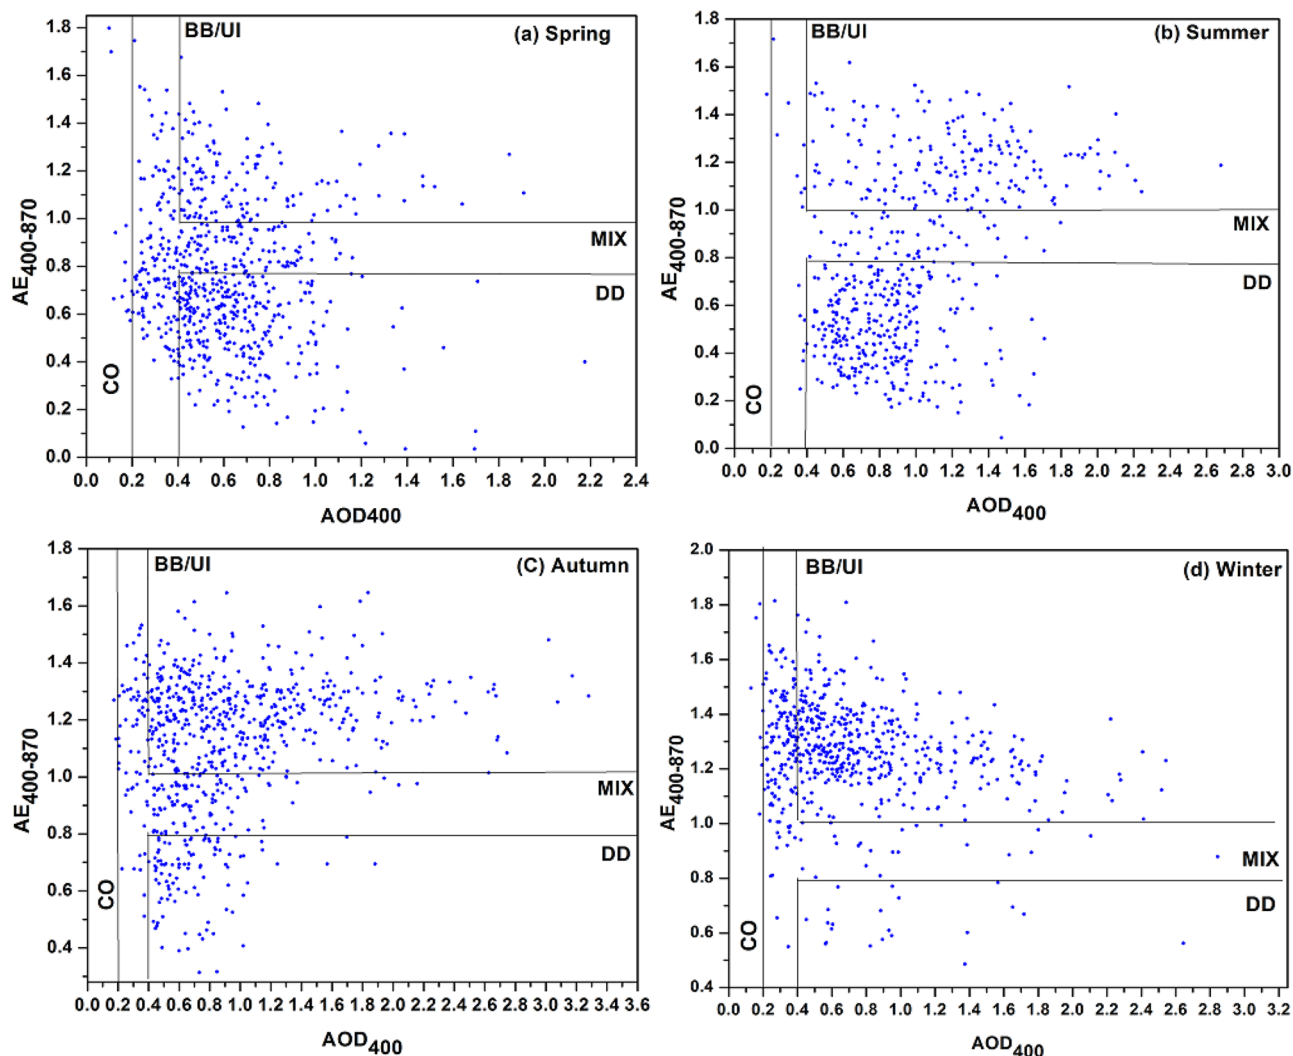 BB/UI
(a) Spring
MIX
DD
CO
AE400-870
1.8
1.6
1.4
1.2
1.0
0.8
0.6
0.4
0.2
0.0
0.0 0.2 0.4 0.6 0.8 1.0 1.2 1.4 1.6 1.8 2.0 2.2 2.4
AOD400
BB/UI
(b) Summer
MIX
DD
CO
AE400-870
1.8
1.6
1.4
1.2
1.0
0.8
0.6
0.4
0.2
0.0
0.0 0.2 0.4 0.6 0.8 1.0 1.2 1.4 1.6 1.8 2.0 2.2 2.4 2.6 2.8 3.0
AOD400
BB/UI
(C) Autumn
MIX
DD
CO
AE400-870
1.8
1.6
1.4
1.2
1.0
0.8
0.6
0.4
0.0 0.2 0.4 0.6 0.8 1.0 1.2 1.4 1.6 1.8 2.0 2.2 2.4 2.6 2.8 3.0 3.2 3.4 3.6
AOD400
BB/UI
(d) Winter
MIX
DD
CO
AE400-870
2.0
1.8
1.6
1.4
1.2
1.0
0.8
0.6
0.4
0.0 0.2 0.4 0.6 0.8 1.0 1.2 1.4 1.6 1.8 2.0 2.2 2.4 2.6 2.8 3.0 3.2
AOD400